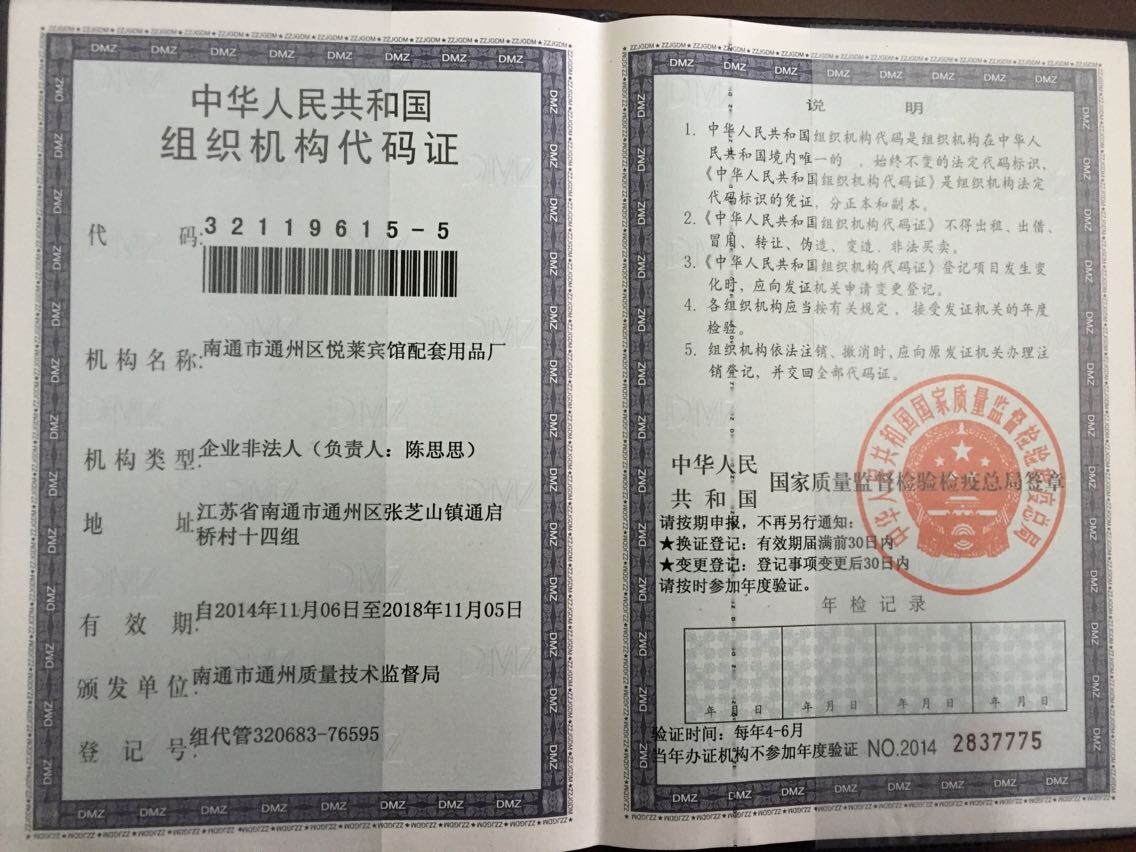 中华人民共和国
组织机构代码证
代 码: 32119615-5
机构名称: 南通市通州区悦莱宾馆配套用品厂
机构类型: 企业非法人（负责人：陈思思）
地 址: 江苏省南通市通州区张芝山镇通启
桥村十四组
有 效 期: 自2014年11月06日至2018年11月05日
颁发单位: 南通市通州质量技术监督局
登 记 号: 组代管320683-76595
说 明
1. 中华人民共和国组织机构代码是组织机构在中华人
民共和国境内唯一的 、始终不变的法定代码标识，
《中华人民共和国组织机构代码证》是组织机构法定
代码标识的凭证，分正本和副本。
2.《中华人民共和国组织机构代码证》不得出租、出借、
冒用、转让、伪造、变造、非法买卖。
3.《中华人民共和国组织机构代码证》登记项目发生变
化时，应向发证机关申请变更登记。
4. 各组织机构应当按有关规定，接受发证机关的年度
检验。
5. 组织机构依法注销、撤消时，应向原发证机关办理注
销登记，并交回全部代码证。
中华人民共和国国家质量监督检验检疫总局
中华人民
共 和 国 国家质量监督检验检疫总局签章
请按期申报，不再另行通知：
★换证登记：有效期届满前30日内
★变更登记：登记事项变更后30日内
请按时参加年度验证。
年 检 记 录
年 月 日 年 月 日 年 月 日 年 月 日
验证时间：每年4-6月
当年办证机构不参加年度验证 NO.2014 2837775